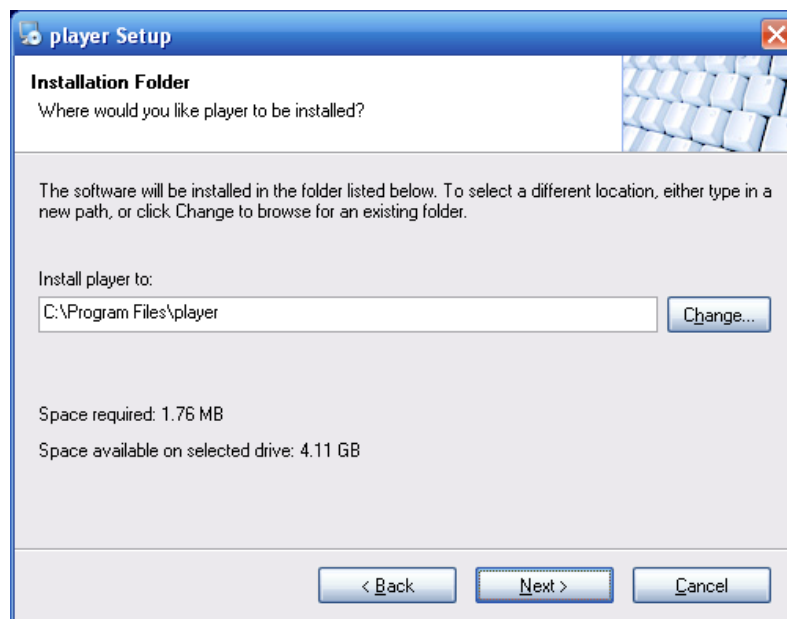 player Setup
Installation Folder
Where would you like player to be installed?
The software will be installed in the folder listed below. To select a different location, either type in a
new path, or click Change to browse for an existing folder.
Install player to:
C:\Program Files\player
Change...
Space required: 1.76 MB
Space available on selected drive: 4.11 GB
< Back
Next >
Cancel